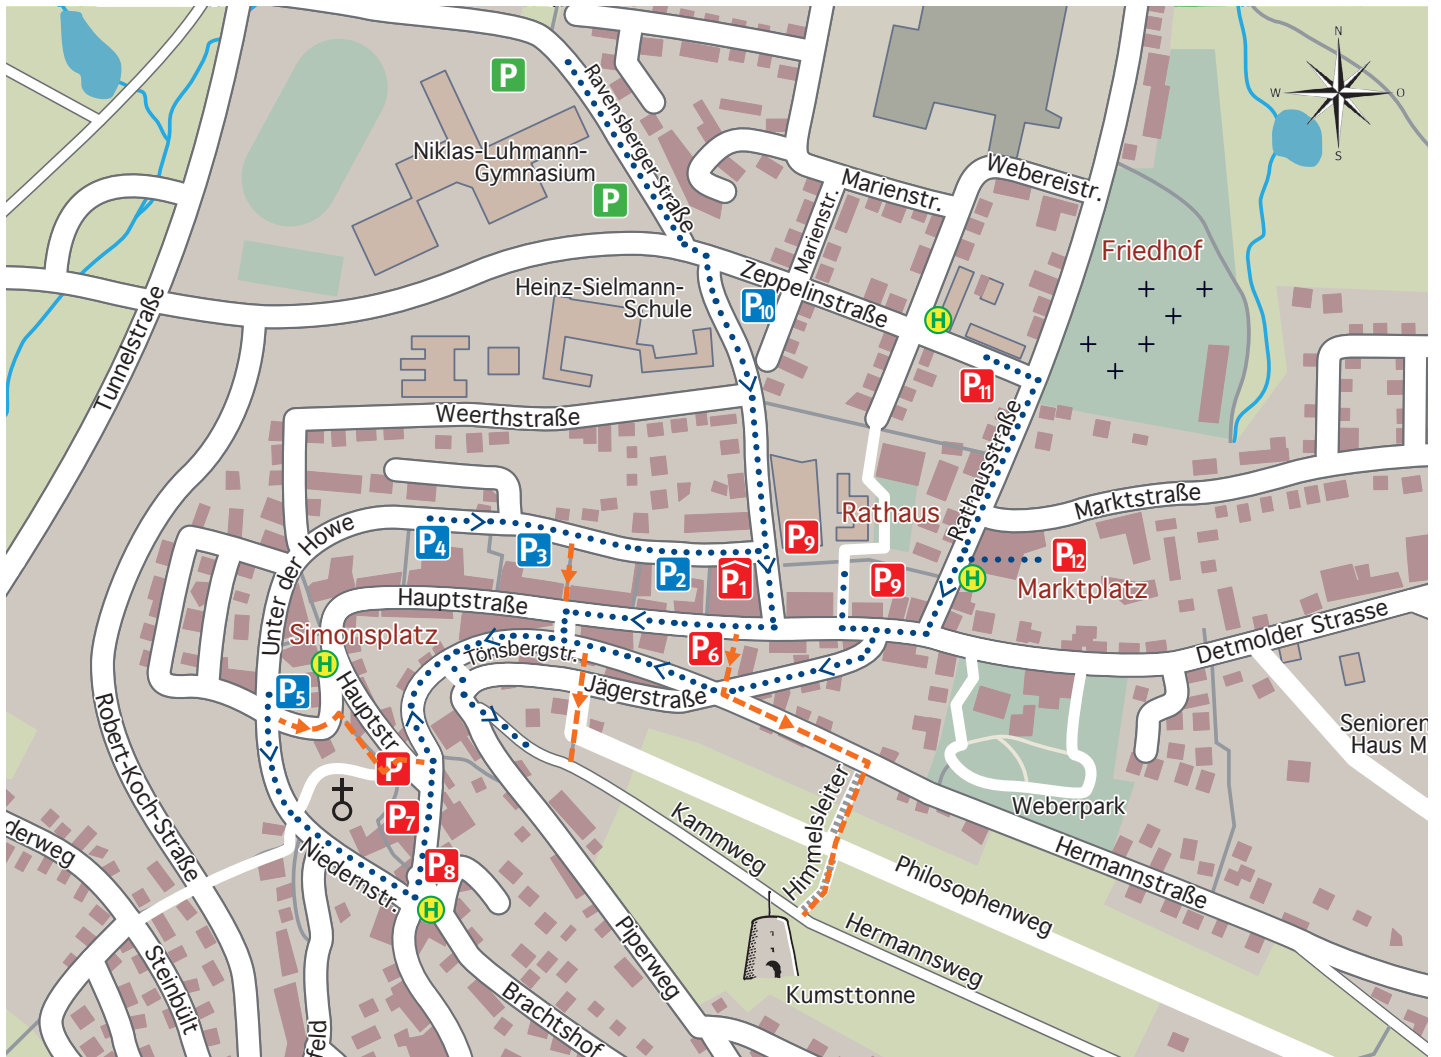 N
W
O
S
P
Ravensberger-Straße
Niklas-Luhmann-
Gymnasium
P
Marienstr.
Webereistr.
Marienstr.
Friedhof
Zeppelinstraße
Heinz-Sielmann-
Schule
P10
H
Tunnelstraße
P11
Weerthstraße
Rathausstraße
Marktstraße
Rathaus
Unter der Howe
P4
P3
P9
P2
P1
P9
P12
H
Marktplatz
Hauptstraße
Simonsplatz
P6
Detmolder Strasse
Tönsbergstr.
H
P5
Hauptstr
Jägerstraße
Senioren
Haus M
Robert-Koch-Straße
P
P7
Weberpark
Himmelsleiter
derweg
Kammweg
Niedernstr.
P8
Philosophenweg
Hermannstraße
H
Piperweg
Hermannsweg
Steinbült
Kumsttonne
Brachtshof
feld